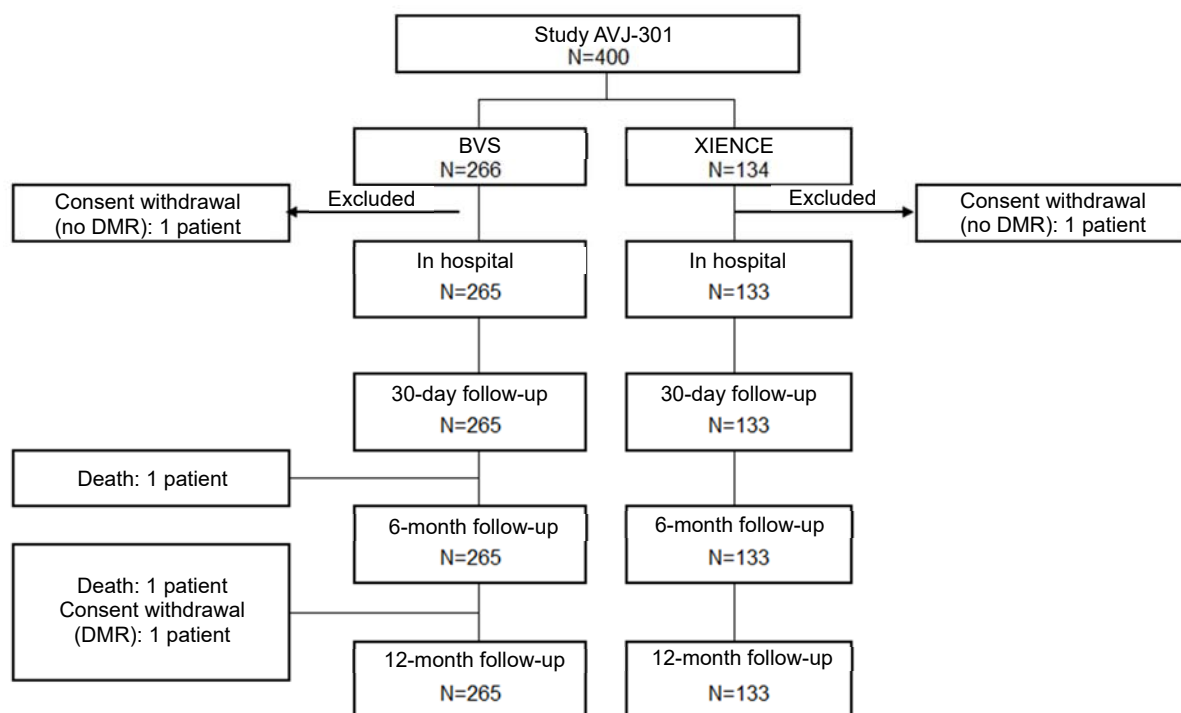 Study AVJ-301
N=400
BVS
N=266
XIENCE
N=134
Consent withdrawal
(no DMR): 1 patient
Excluded
Excluded
Consent withdrawal
(no DMR): 1 patient
In hospital
N=265
In hospital
N=133
30-day follow-up
N=265
30-day follow-up
N=133
Death: 1 patient
6-month follow-up
N=265
6-month follow-up
N=133
Death: 1 patient
Consent withdrawal
(DMR): 1 patient
12-month follow-up
N=265
12-month follow-up
N=133